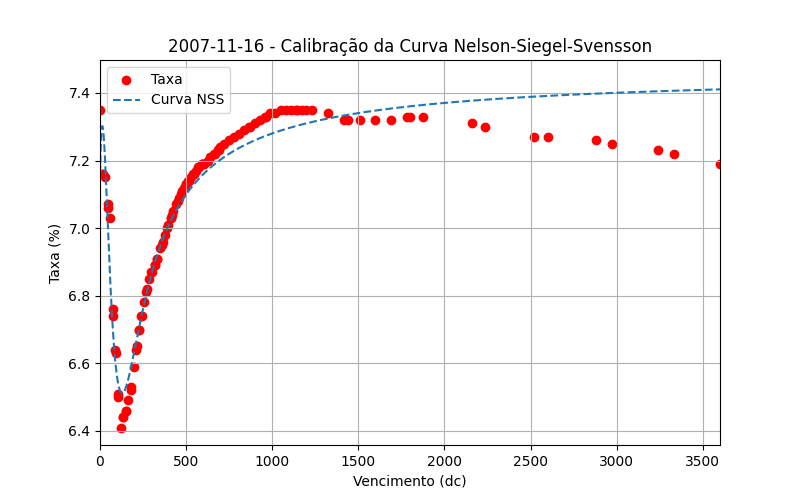 2007-11-16 - Calibração da Curva Nelson-Siegel-Svensson
Taxa
Curva NSS
Taxa (%)
7.4
7.2
7.0
6.8
6.6
6.4
0 500 1000 1500 2000 2500 3000 3500
Vencimento (dc)